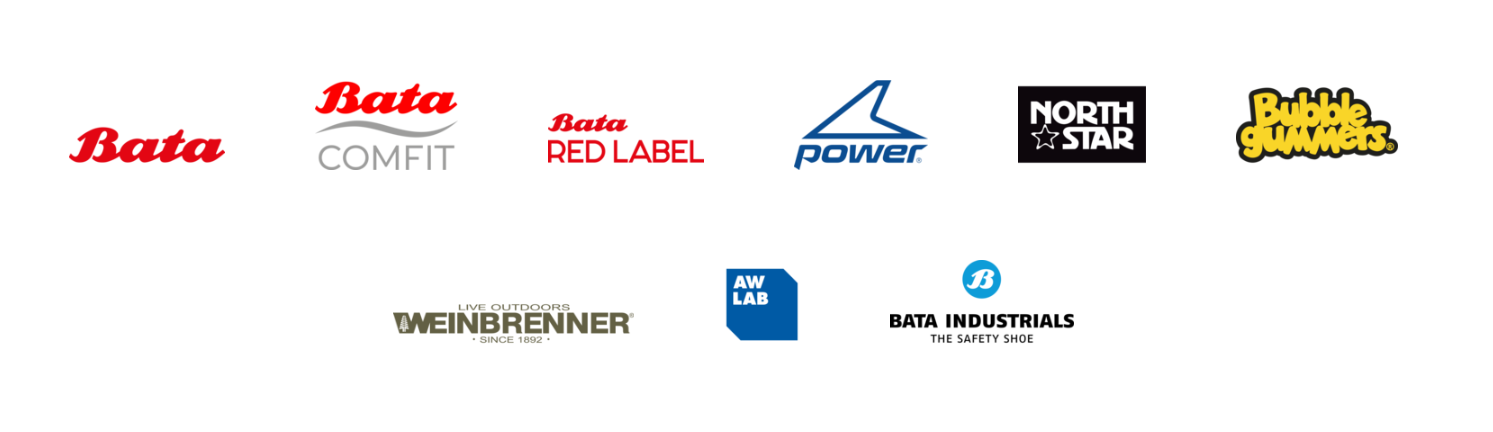 Bata
Bata
COMFIT
Bata
RED LABEL
power®
NORTH
STAR
Bubble
gummers®
LIVE OUTDOORS
WEINBRENNER®
• SINCE 1892 •
AW
LAB
B
BATA INDUSTRIALS
THE SAFETY SHOE